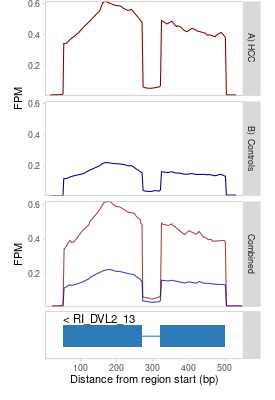 0.6
0.4
0.2
A) HCC
FPM
0.6
0.4
0.2
B) Controls
0.6
0.4
0.2
FPM
Combined
< RI_DVL2_13
100 200 300 400 500
Distance from region start (bp)